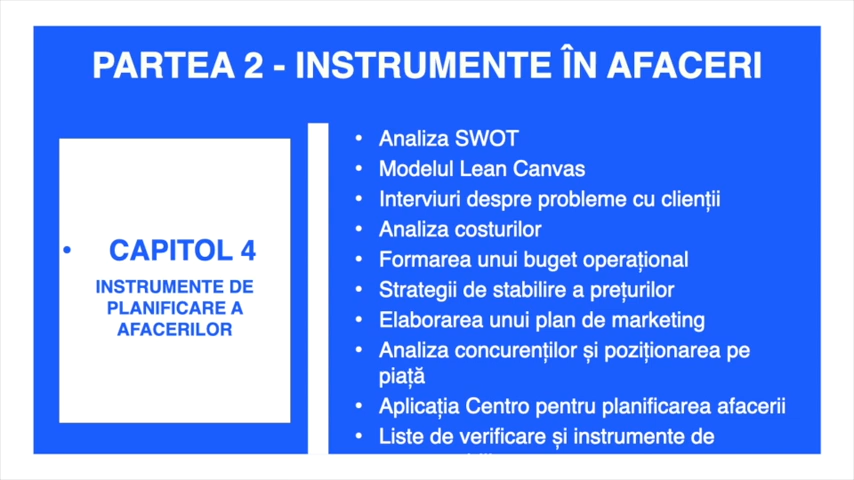 PARTEA 2 - INSTRUMENTE ÎN AFACERI
• CAPITOL 4
INSTRUMENTE DE
PLANIFICARE A
AFACERILOR
• Analiza SWOT
• Modelul Lean Canvas
• Interviuri despre probleme cu clienții
• Analiza costurilor
• Formarea unui buget operațional
• Strategii de stabilire a prețurilor
• Elaborarea unui plan de marketing
• Analiza concurenților și poziționarea pe
piață
• Aplicația Centro pentru planificarea afacerii
• Liste de verificare și instrumente de